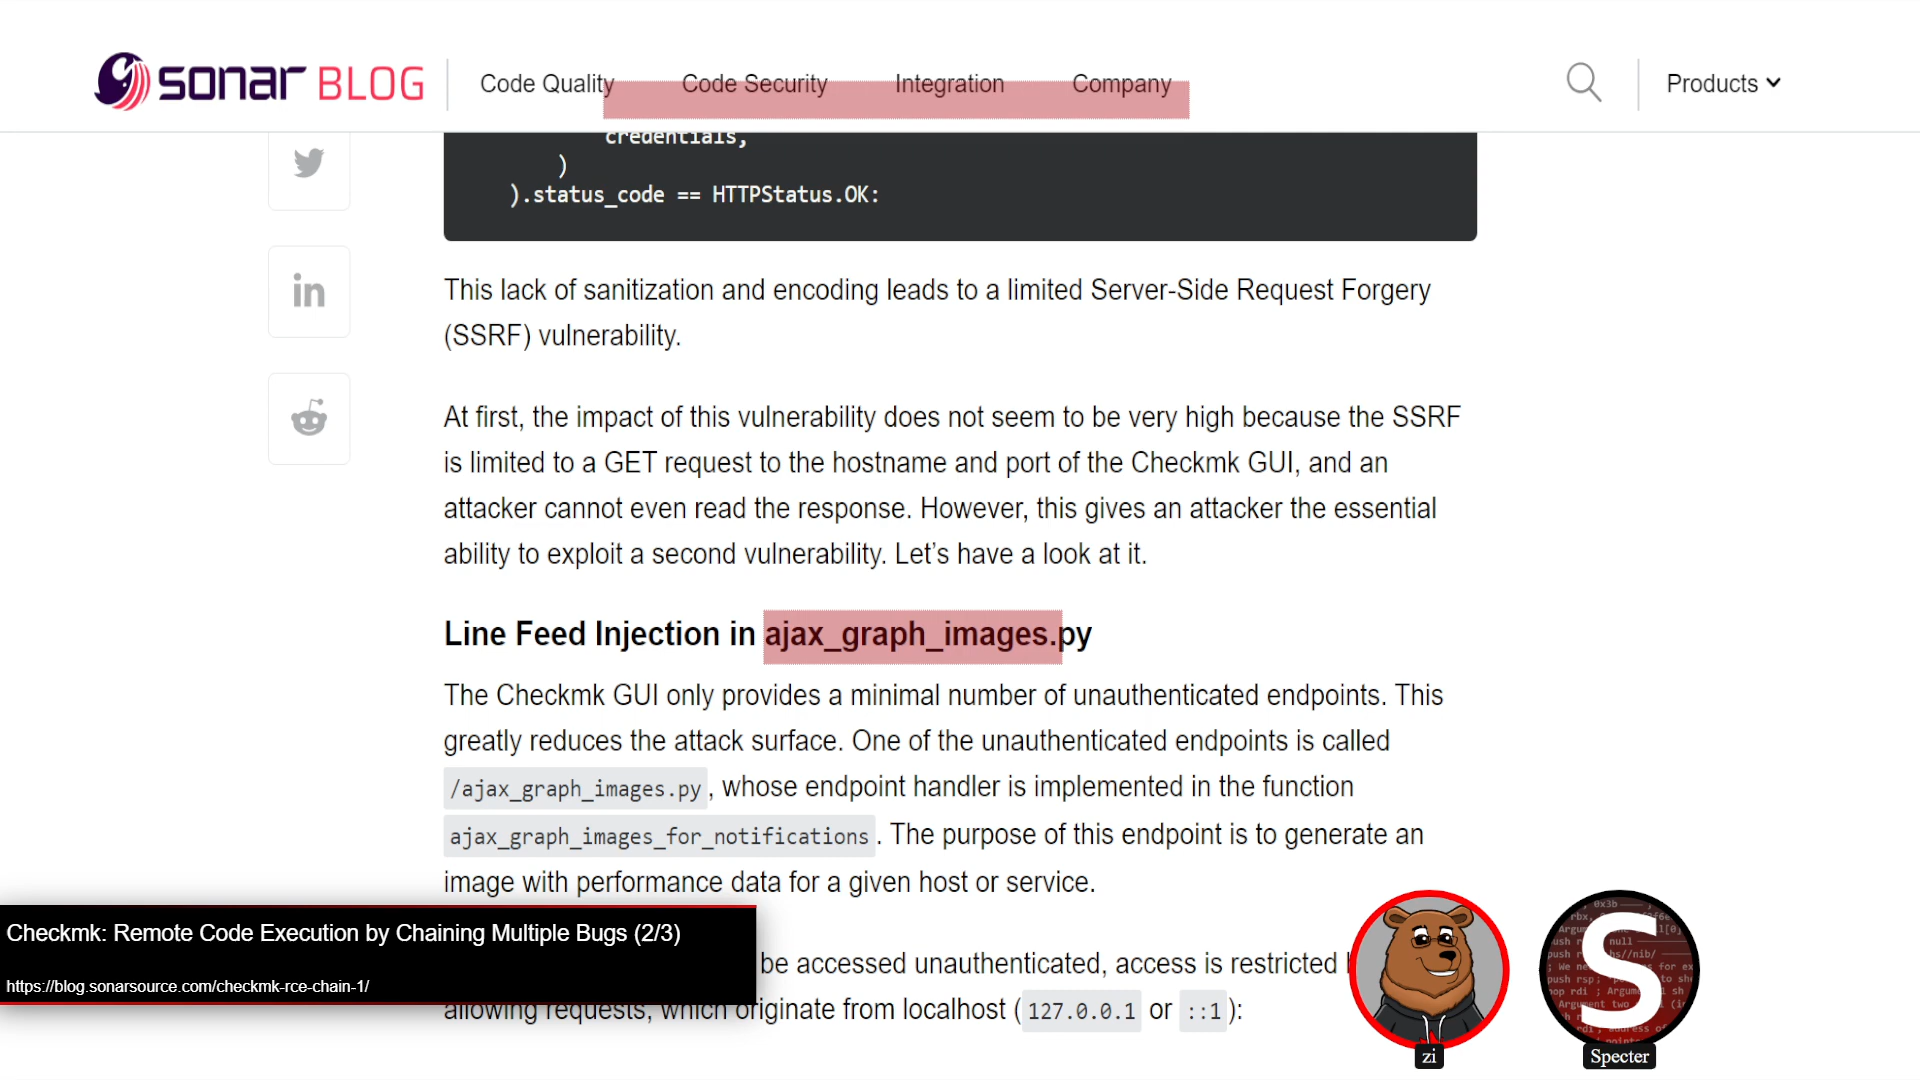 sonar BLOG
Code Quality
Code Security
Integration
Company
Products
credentials,
)
).status_code == HTTPStatus.OK:
in
This lack of sanitization and encoding leads to a limited Server-Side Request Forgery
(SSRF) vulnerability.
At first, the impact of this vulnerability does not seem to be very high because the SSRF
is limited to a GET request to the hostname and port of the Checkmk GUI, and an
attacker cannot even read the response. However, this gives an attacker the essential
ability to exploit a second vulnerability. Let’s have a look at it.
Line Feed Injection in ajax_graph_images.py
The Checkmk GUI only provides a minimal number of unauthenticated endpoints. This
greatly reduces the attack surface. One of the unauthenticated endpoints is called
/ajax_graph_images.py, whose endpoint handler is implemented in the function
ajax_graph_images_for_notifications. The purpose of this endpoint is to generate an
image with performance data for a given host or service.
be accessed unauthenticated, access is restricted
allowing requests, which originate from localhost (127.0.0.1 or ::1):
Checkmk: Remote Code Execution by Chaining Multiple Bugs (2/3)
https://blog.sonarsource.com/checkmk-rce-chain-1/
zi
S
Specter